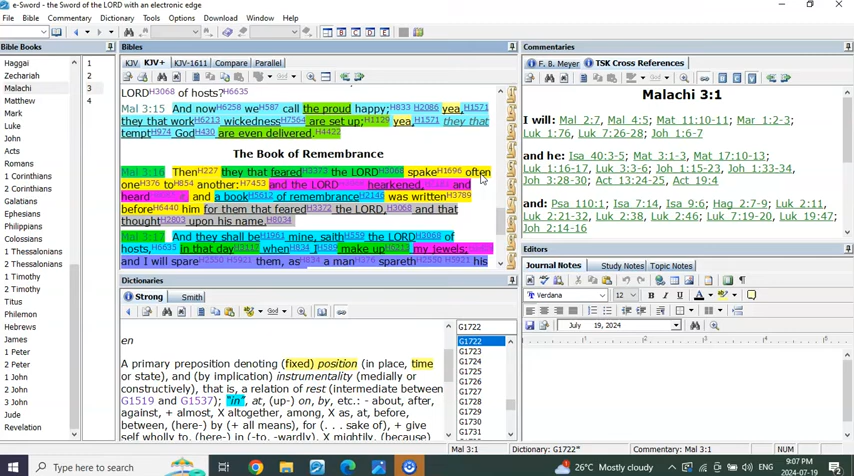 e-Sword - the Sword of the LORD with an electronic edge
File Bible Commentary Dictionary Tools Options Download Window Help
Bible Books
Haggai
Zechariah
Malachi
Matthew
Mark
Luke
John
Acts
Romans
1 Corinthians
2 Corinthians
Galatians
Ephesians
Philippians
Colossians
1 Thessalonians
2 Thessalonians
1 Timothy
2 Timothy
Titus
Philemon
Hebrews
James
1 Peter
2 Peter
1 John
2 John
3 John
Jude
Revelation
1
2
3
4
Bibles
KJV KJV+ KJV-1611 Compare Parallel
LORD H3068 of hosts? H6635
Mal 3:15 And now H6258 we H587 call the proud happy; H833 H2086 yea, H1571
they that work H6213 wickedness H7564 are set up; H1129 yea, H1571 they that
tempt H974 God H430 are even delivered. H4422
The Book of Remembrance
Mal 3:16 Then H227 they that feared H3373 the LORD H3068 spake H1696 often
one H376 to H854 another: H7453 and the LORD hearkened, and
heard and a book H5612 of remembrance H2146 was written H3789
before H6440 him for them that feared H3372 the LORD, H3068 and that
thought H2803 upon his name. H8034
Mal 3:17 And they shall be H1961 mine, saith H559 the LORD of
hosts, H6635 in that day H3117 when H834 I H589 make up H6213 my jewels;
and I will spare H2550 H5921 them, as H834 a man H376 spareth H2550 H5921 his
Dictionaries
Strong Smith
G1722
en
A primary preposition denoting (fixed) position (in place, time
or state), and (by implication) instrumentality (medially or
constructively), that is, a relation of rest (intermediate between
G1519 and G1537); "in", at, (up-) on, by, etc.: - about, after,
against, + almost, X altogether, among, X as, at, before,
between, (here-) by (+ all means), for (. . . sake of), + give
self wholly to, (here-) in (-to, -wardly), X mightily, (because)
G1722
G1723
G1724
G1725
G1726
G1727
G1728
G1729
G1730
G1731
Commentaries
F. B. Meyer TSK Cross References
Malachi 3:1
I will: Mal 2:7, Mal 4:5; Mat 11:10-11; Mar 1:2-3;
Luk 1:76, Luk 7:26-28; Joh 1:6-7
and he: Isa 40:3-5; Mat 3:1-3, Mat 17:10-13;
Luk 1:16-17, Luk 3:3-6; Joh 1:15-23, Joh 1:33-34,
Joh 3:28-30; Act 13:24-25, Act 19:4
and: Psa 110:1; Isa 7:14, Isa 9:6; Hag 2:7-9; Luk 2:11,
Luk 2:21-32, Luk 2:38, Luk 2:46; Luk 7:19-20, Luk 19:47;
Joh 2:14-16
Editors
Journal Notes Study Notes Topic Notes
Verdana 12 B I U A
July 19, 2024
Mal 3:1 Dictionary: G1722* Commentary: Mal 3:1 NUM
Type here to search
26°C Mostly cloudy
ENG
9:07 PM
2024-07-19